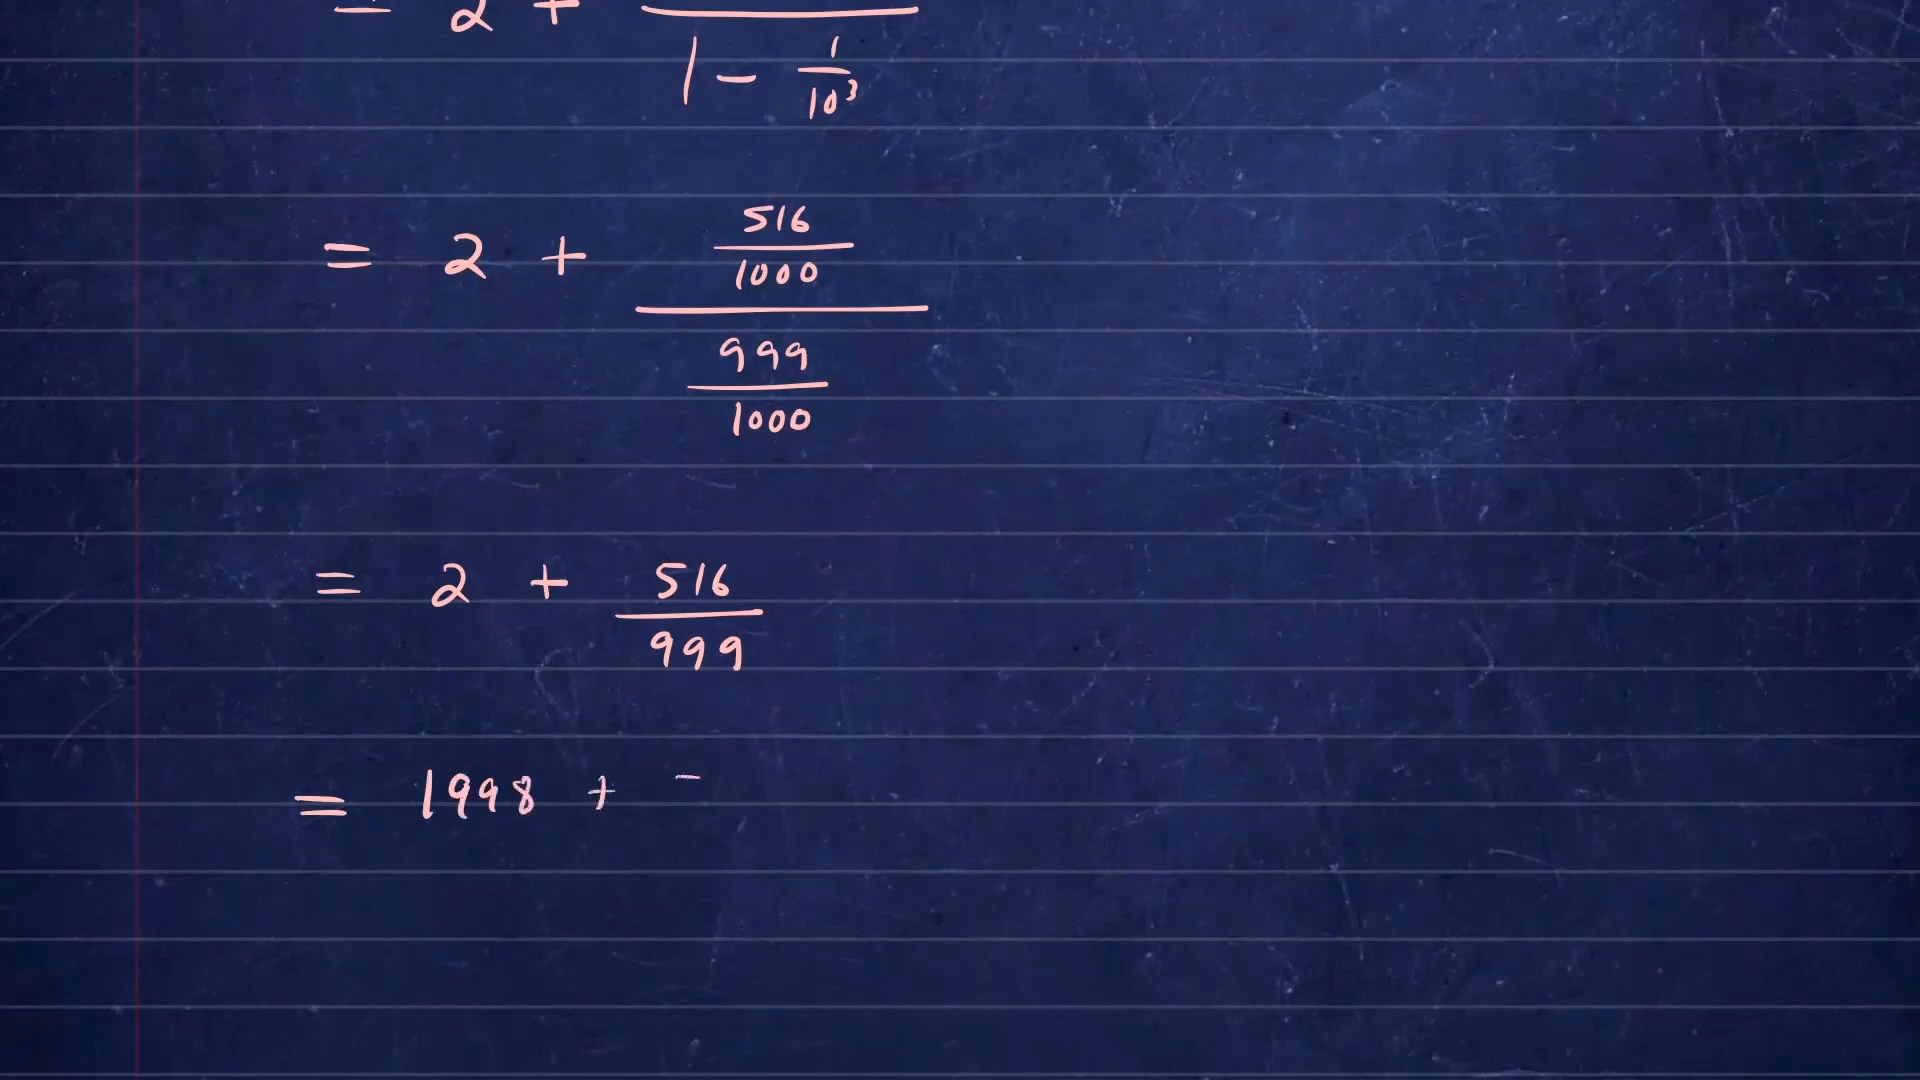 = 2 +
1 - 1/10³
= 2 + 516/1000
999/1000
= 2 + 516/999
= 1998 +